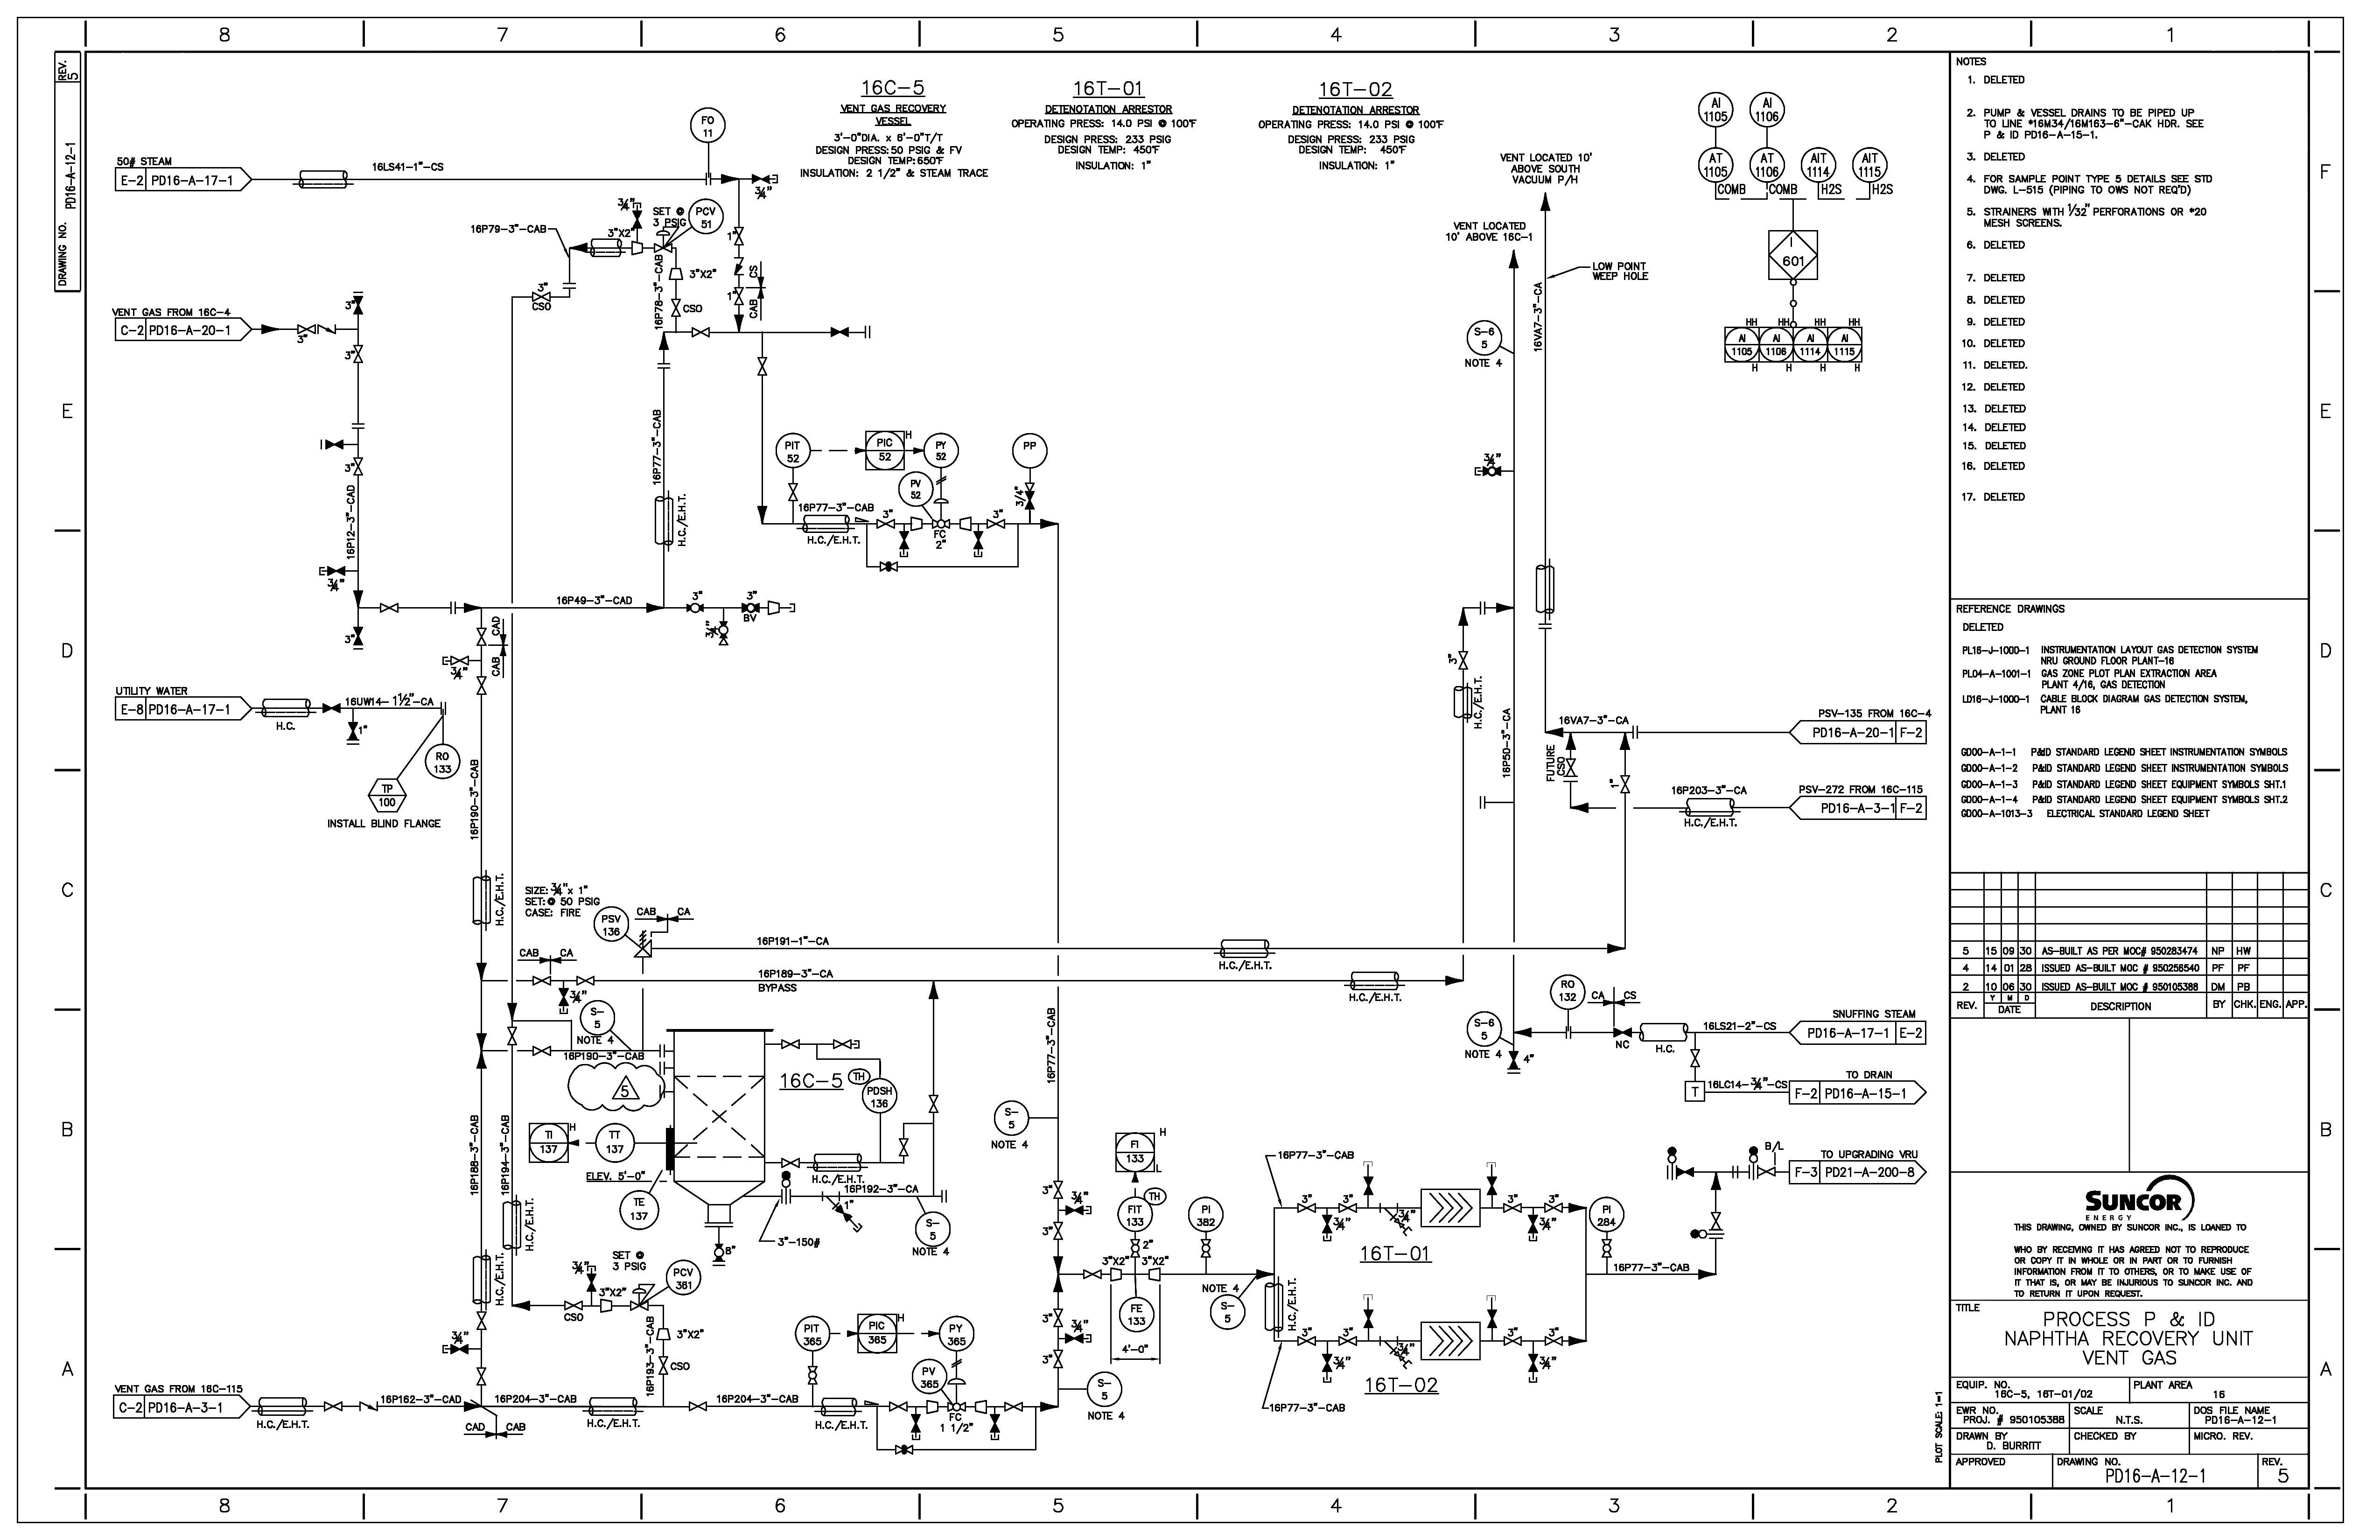 8 7 6 5 4 3 2 1
REV. 5
DRAWING NO. PD16-A-12-1
F
E
D
C
B
A
16C-5
VENT GAS RECOVERY
VESSEL
3'-0"DIA. x 6'-0"T/T
DESIGN PRESS:50 PSIG & FV
DESIGN TEMP:650°F
INSULATION: 2 1/2" & STEAM TRACE
16T-01
DETENOTATION ARRESTOR
OPERATING PRESS: 14.0 PSI @ 100°F
DESIGN PRESS: 233 PSIG
DESIGN TEMP: 450°F
INSULATION: 1"
16T-02
DETENOTATION ARRESTOR
OPERATING PRESS: 14.0 PSI @ 100°F
DESIGN PRESS: 233 PSIG
DESIGN TEMP: 450°F
INSULATION: 1"
50# STEAM
E-2 PD16-A-17-1
16LS41-1"-CS
FO 11
3/4"
3/4"
SET @
3 PSIG
PCV 51
16P79-3"-CAB
3"X2"
1"
3"X2"
CS
CAB
1"
CSO
16P78-3"-CAB
3"
CSO
VENT GAS FROM 16C-4
C-2 PD16-A-20-1
3"
3"
3"
3"
16P12-3"-CAD
3/4"
3"
16P77-3"-CAB
H.C./E.H.T.
16P49-3"-CAD
3"
3"
BV
3/4"
CAD
CAB
3/4"
PIT 52
PIC 52
H
PY 52
PV 52
PP
16P77-3"-CAB
H.C./E.H.T.
3"
FC
2"
3"
3/4"
UTILITY WATER
E-8 PD16-A-17-1
H.C.
16UW14- 1 1/2"-CA
1"
RO 133
TP 100
INSTALL BLIND FLANGE
16P190-3"-CAB
H.C./E.H.T.
SIZE: 3/4" x 1"
SET: @ 50 PSIG
CASE: FIRE
PSV 136
CAB CA
16P191-1"-CA
H.C./E.H.T.
CAB CA
3/4"
16P189-3"-CA
BYPASS
H.C./E.H.T.
S- 5
NOTE 4
16P190-3"-CAB
5
16C-5
TH
PDSH 136
TI 137
H
TT 137
ELEV. 5'-0"
TE 137
H.C./E.H.T.
16P192-3"-CA
1"
3"-150#
8"
S- 5
NOTE 4
16P188-3"-CAB
16P194-3"-CAB
H.C./E.H.T.
H.C./E.H.T.
SET @
3 PSIG
3/4"
3"X2"
PCV 381
CSO
3"X2"
CSO
16P193-3"-CAB
3/4"
VENT GAS FROM 16C-115
C-2 PD16-A-3-1
H.C./E.H.T.
16P162-3"-CAD
CAD CAB
16P204-3"-CAB
H.C./E.H.T.
16P204-3"-CAB
H.C./E.H.T.
PIT 365
PIC 365
H
PY 365
PV 365
FC
1 1/2"
16P77-3"-CAB
S- 5
NOTE 4
3"
3/4"
3"
3"
3/4"
3"
S- 5
NOTE 4
FI 133
H
L
FIT 133
TH
2"
3"X2"
3"X2"
FE 133
4'-0"
PI 382
NOTE 4
S- 5
16P77-3"-CAB
H.C./E.H.T.
3" 3"
3/4"
3/4"
3" 3"
3/4"
16T-01
3" 3"
3/4"
3/4"
3" 3"
3/4"
16T-02
16P77-3"-CAB
PI 284
16P77-3"-CAB
B/L
TO UPGRADING VRU
F-3 PD21-A-200-8
VENT LOCATED 10'
ABOVE SOUTH
VACUUM P/H
VENT LOCATED
10' ABOVE 16C-1
LOW POINT
WEEP HOLE
16VA7-3"-CA
S-6 5
NOTE 4
3/4"
3"
H.C./E.H.T.
16P50-3"-CA
16VA7-3"-CA
PSV-135 FROM 16C-4
PD16-A-20-1 F-2
FUTURE
CSO
1"
16P203-3"-CA
H.C./E.H.T.
PSV-272 FROM 16C-115
PD16-A-3-1 F-2
RO 132
CA CS
S-6 5
NOTE 4
4"
NC
H.C.
16LS21-2"-CS
SNUFFING STEAM
PD16-A-17-1 E-2
T
16LC14-3/4"-CS
TO DRAIN
F-2 PD16-A-15-1
AI 1105
AI 1106
AT 1105
AT 1106
AIT 1114
AIT 1115
COMB COMB H2S H2S
I 601
HH HH HH HH
AI 1105
AI 1106
AI 1114
AI 1115
H H H H
NOTES
1. DELETED
2. PUMP & VESSEL DRAINS TO BE PIPED UP
TO LINE *16M34/16M163-6"-CAK HDR. SEE
P & ID PD16-A-15-1.
3. DELETED
4. FOR SAMPLE POINT TYPE 5 DETAILS SEE STD
DWG. L-515 (PIPING TO OWS NOT REQ'D)
5. STRAINERS WITH 1/32" PERFORATIONS OR *20
MESH SCREENS.
6. DELETED
7. DELETED
8. DELETED
9. DELETED
10. DELETED
11. DELETED.
12. DELETED
13. DELETED
14. DELETED
15. DELETED
16. DELETED
17. DELETED
REFERENCE DRAWINGS
DELETED
PL16-J-1000-1 INSTRUMENTATION LAYOUT GAS DETECTION SYSTEM
NRU GROUND FLOOR PLANT-16
PL04-A-1001-1 GAS ZONE PLOT PLAN EXTRACTION AREA
PLANT 4/16, GAS DETECTION
LD16-J-1000-1 CABLE BLOCK DIAGRAM GAS DETECTION SYSTEM,
PLANT 16
GD00-A-1-1 P&ID STANDARD LEGEND SHEET INSTRUMENTATION SYMBOLS
GD00-A-1-2 P&ID STANDARD LEGEND SHEET INSTRUMENTATION SYMBOLS
GD00-A-1-3 P&ID STANDARD LEGEND SHEET EQUIPMENT SYMBOLS SHT.1
GD00-A-1-4 P&ID STANDARD LEGEND SHEET EQUIPMENT SYMBOLS SHT.2
GD00-A-1013-3 ELECTRICAL STANDARD LEGEND SHEET
5 15 09 30 AS-BUILT AS PER MOC# 950283474 NP HW
4 14 01 28 ISSUED AS-BUILT MOC # 950256540 PF PF
2 10 06 30 ISSUED AS-BUILT MOC # 950105388 DM PB
REV. Y M D DATE DESCRIPTION BY CHK. ENG. APP.
SUNCOR
ENERGY
THIS DRAWING, OWNED BY SUNCOR INC., IS LOANED TO
WHO BY RECEIVING IT HAS AGREED NOT TO REPRODUCE
OR COPY IT IN WHOLE OR IN PART OR TO FURNISH
INFORMATION FROM IT TO OTHERS, OR TO MAKE USE OF
IT THAT IS, OR MAY BE INJURIOUS TO SUNCOR INC. AND
TO RETURN IT UPON REQUEST.
TITLE
PROCESS P & ID
NAPHTHA RECOVERY UNIT
VENT GAS
EQUIP. NO. 16C-5, 16T-01/02
PLANT AREA 16
EWR NO. PROJ. # 950105388
SCALE N.T.S.
DOS FILE NAME PD16-A-12-1
DRAWN BY D. BURRITT
CHECKED BY
MICRO. REV.
APPROVED
DRAWING NO. PD16-A-12-1
REV. 5
PLOT SCALE: 1=1
F
E
D
C
B
A
8 7 6 5 4 3 2 1